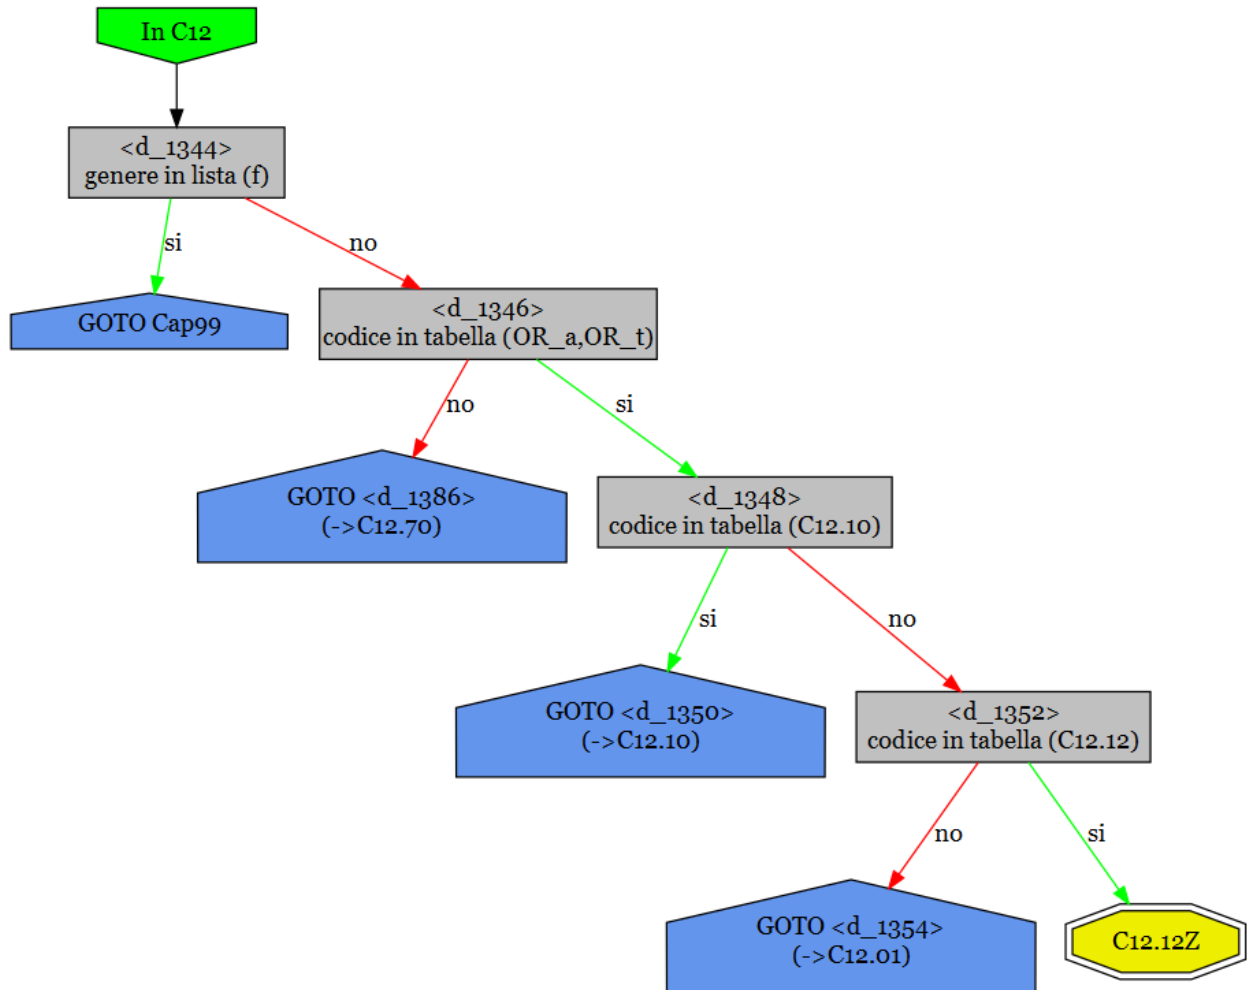 In C12
<d_1344>
genere in lista (f)
si
no
GOTO Cap99
<d_1346>
codice in tabella (OR_a,OR_t)
no
si
GOTO <d_1386>
(->C12.70)
<d_1348>
codice in tabella (C12.10)
si
no
GOTO <d_1350>
(->C12.10)
<d_1352>
codice in tabella (C12.12)
no
si
GOTO <d_1354>
(->C12.01)
C12.12Z